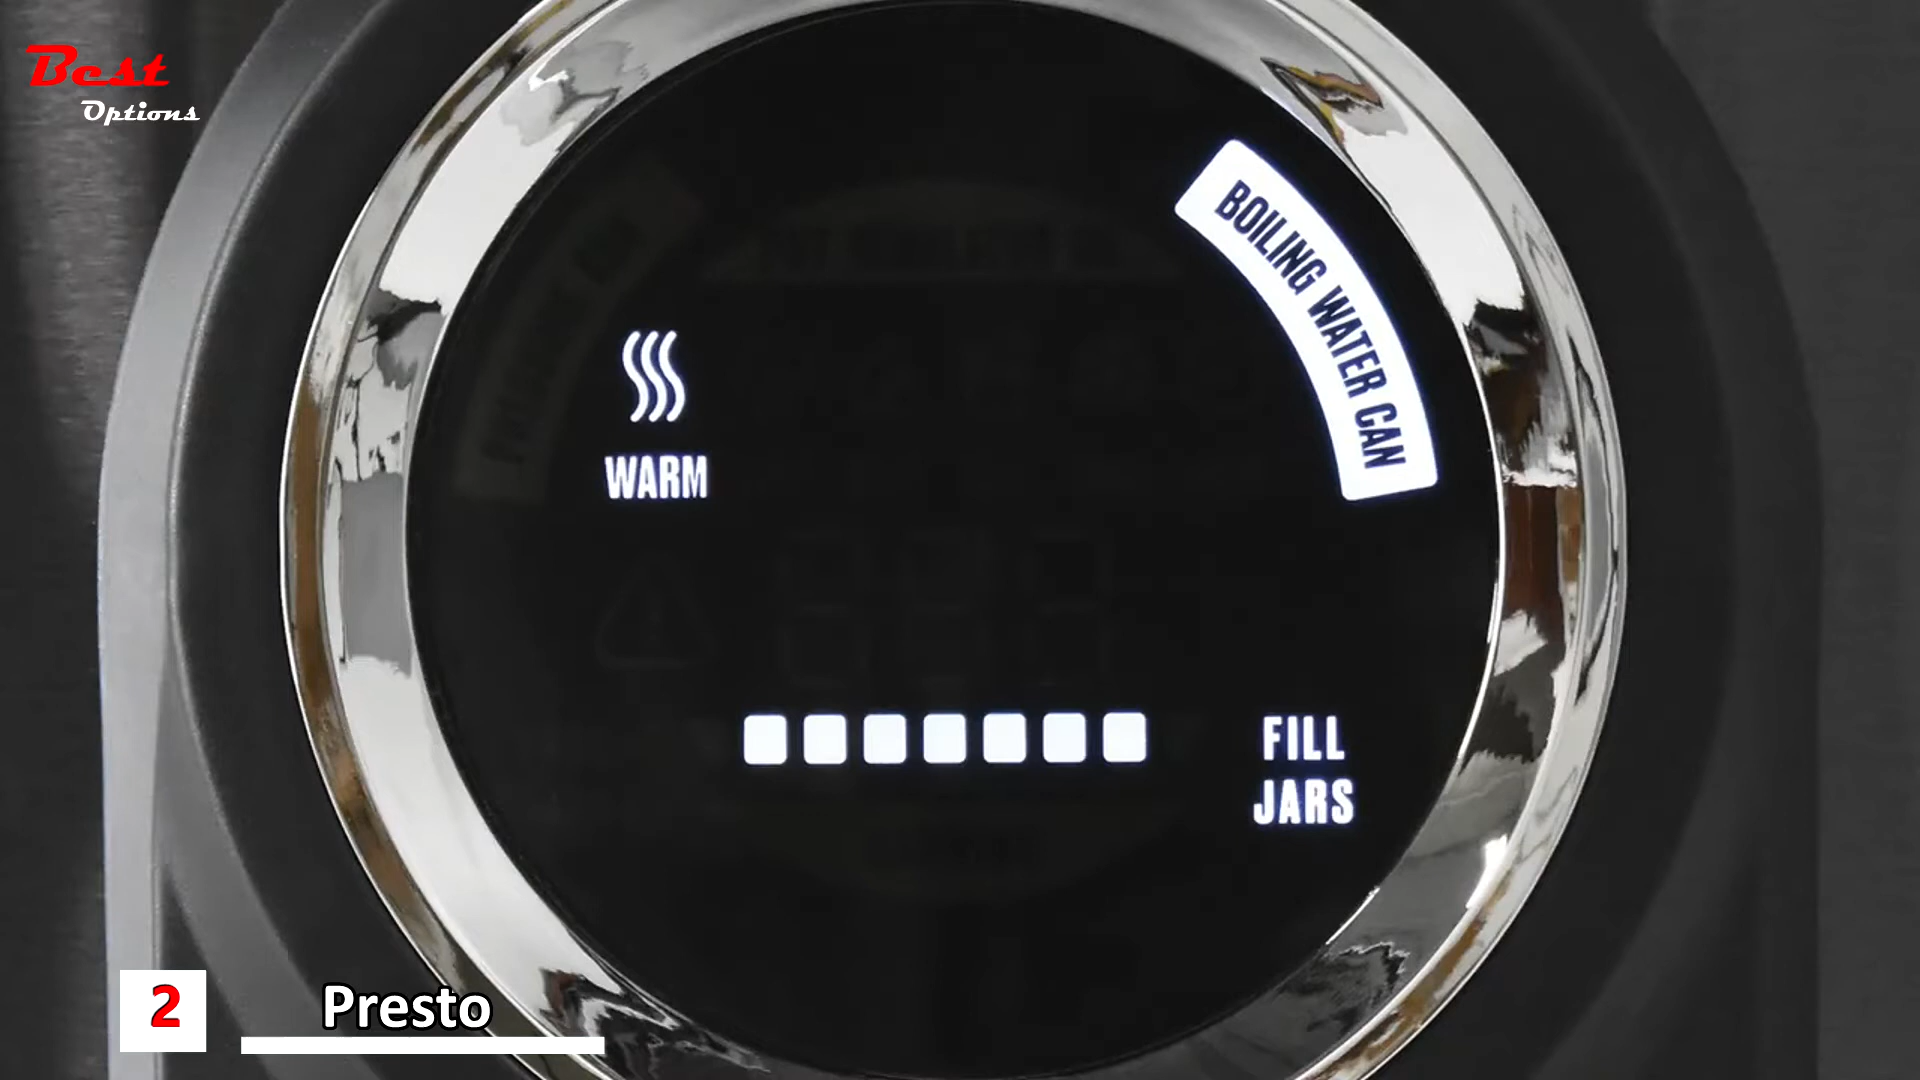 Best
Options
BOILING WATER CAN
WARM
FILL
JARS
2
Presto